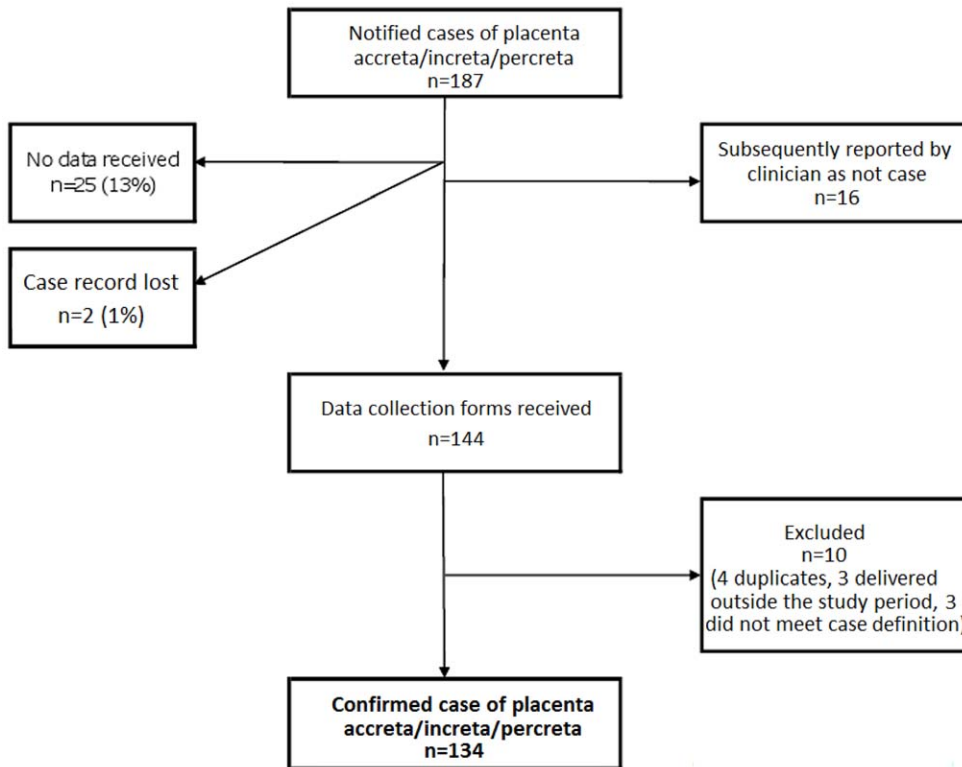 Notified cases of placenta
accreta/increta/percreta
n=187
No data received
n=25 (13%)
Subsequently reported by
clinician as not case
n=16
Case record lost
n=2 (1%)
Data collection forms received
n=144
Excluded
n=10
(4 duplicates, 3 delivered
outside the study period, 3
did not meet case definition)
Confirmed case of placenta
accreta/increta/percreta
n=134